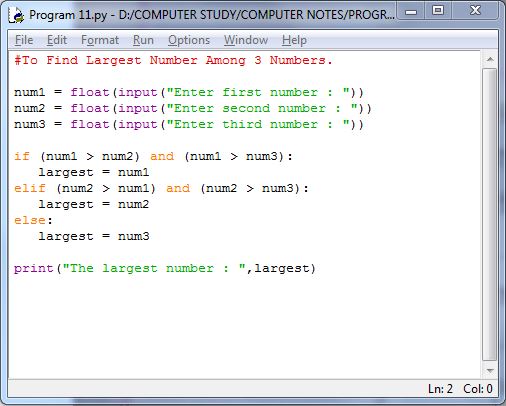 Program 11.py - D:/COMPUTER STUDY/COMPUTER NOTES/PROGR...
File Edit Format Run Options Window Help
#To Find Largest Number Among 3 Numbers.
num1 = float(input("Enter first number : "))
num2 = float(input("Enter second number : "))
num3 = float(input("Enter third number : "))
if (num1 > num2) and (num1 > num3):
   largest = num1
elif (num2 > num1) and (num2 > num3):
   largest = num2
else:
   largest = num3
print("The largest number : ",largest)
Ln: 2 Col: 0